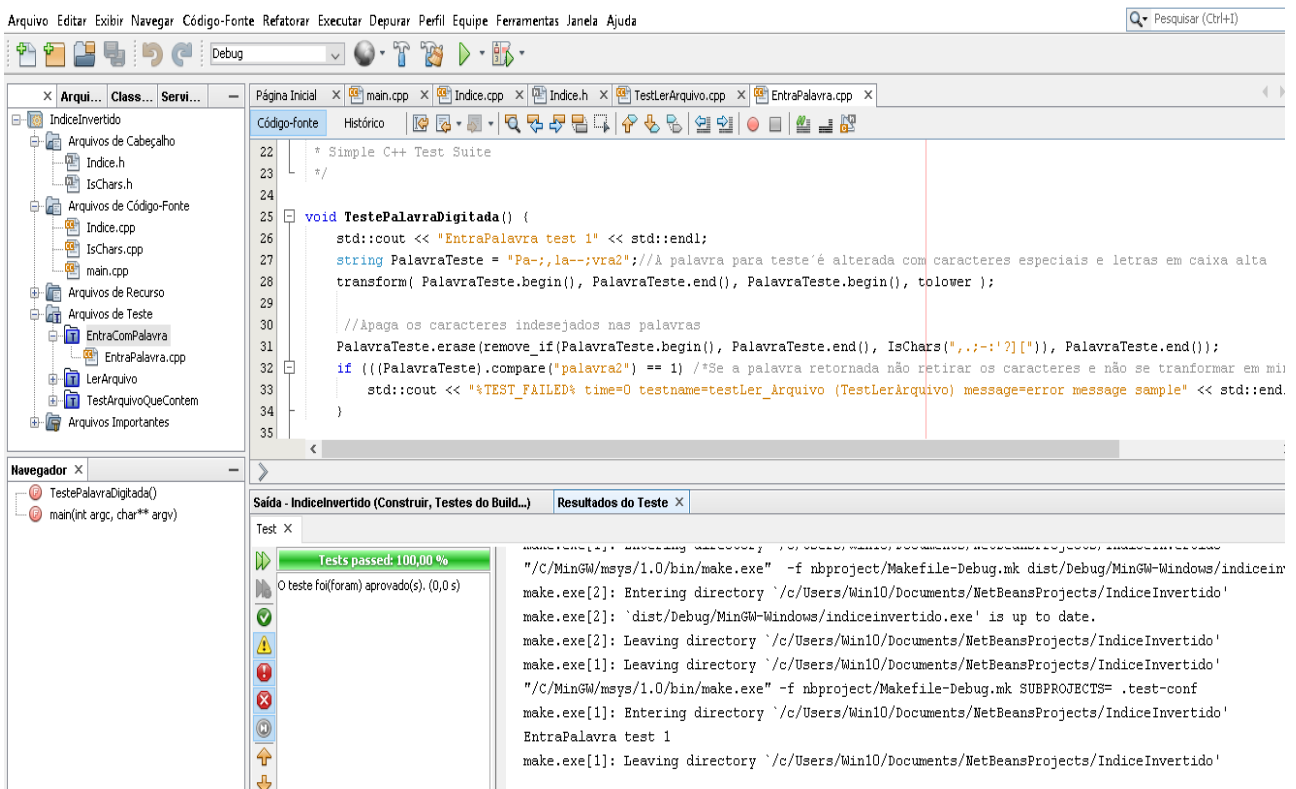 Arquivo Editar Exibir Navegar Código-Fonte Refatorar Executar Depurar Perfil Equipe Ferramentas Janela Ajuda
Pesquisar (Ctrl+I)
Debug
Arqui... Class... Servi...
IndiceInvertido
Arquivos de Cabeçalho
Indice.h
IsChars.h
Arquivos de Código-Fonte
Indice.cpp
IsChars.cpp
main.cpp
Arquivos de Recurso
Arquivos de Teste
EntraComPalavra
EntraPalavra.cpp
LerArquivo
TestArquivoQueContem
Arquivos Importantes
Navegador
TestePalavraDigitada()
main(int argc, char** argv)
Página Inicial main.cpp Indice.cpp Indice.h TestLerArquivo.cpp EntraPalavra.cpp
Código-fonte Histórico
22 * Simple C++ Test Suite
23 */
24
25 void TestePalavraDigitada() {
26 std::cout << "EntraPalavra test 1" << std::endl;
27 string PalavraTeste = "Pa-;,la--;vra2";//A palavra para teste´é alterada com caracteres especiais e letras em caixa alta
28 transform( PalavraTeste.begin(), PalavraTeste.end(), PalavraTeste.begin(), tolower );
29
30 //Apaga os caracteres indesejados nas palavras
31 PalavraTeste.erase(remove_if(PalavraTeste.begin(), PalavraTeste.end(), IsChars(",.;-:'?][")), PalavraTeste.end());
32 if (((PalavraTeste).compare("palavra2") == 1) /*Se a palavra retornada não retirar os caracteres e não se tranformar em mi
33 std::cout << "%TEST_FAILED% time=0 testname=testLer_Arquivo (TestLerArquivo) message=error message sample" << std::end
34 }
35
Saída - IndiceInvertido (Construir, Testes do Build...) Resultados do Teste
Test
Tests passed: 100,00 %
O teste foi(foram) aprovado(s). (0,0 s)
make.exe[1]: Entering directory `/c/Users/Win10/Documents/NetBeansProjects/IndiceInvertido'
"/C/MinGW/msys/1.0/bin/make.exe" -f nbproject/Makefile-Debug.mk dist/Debug/MinGW-Windows/indicein
make.exe[2]: Entering directory `/c/Users/Win10/Documents/NetBeansProjects/IndiceInvertido'
make.exe[2]: `dist/Debug/MinGW-Windows/indiceinvertido.exe' is up to date.
make.exe[2]: Leaving directory `/c/Users/Win10/Documents/NetBeansProjects/IndiceInvertido'
make.exe[1]: Leaving directory `/c/Users/Win10/Documents/NetBeansProjects/IndiceInvertido'
"/C/MinGW/msys/1.0/bin/make.exe" -f nbproject/Makefile-Debug.mk SUBPROJECTS= .test-conf
make.exe[1]: Entering directory `/c/Users/Win10/Documents/NetBeansProjects/IndiceInvertido'
EntraPalavra test 1
make.exe[1]: Leaving directory `/c/Users/Win10/Documents/NetBeansProjects/IndiceInvertido'